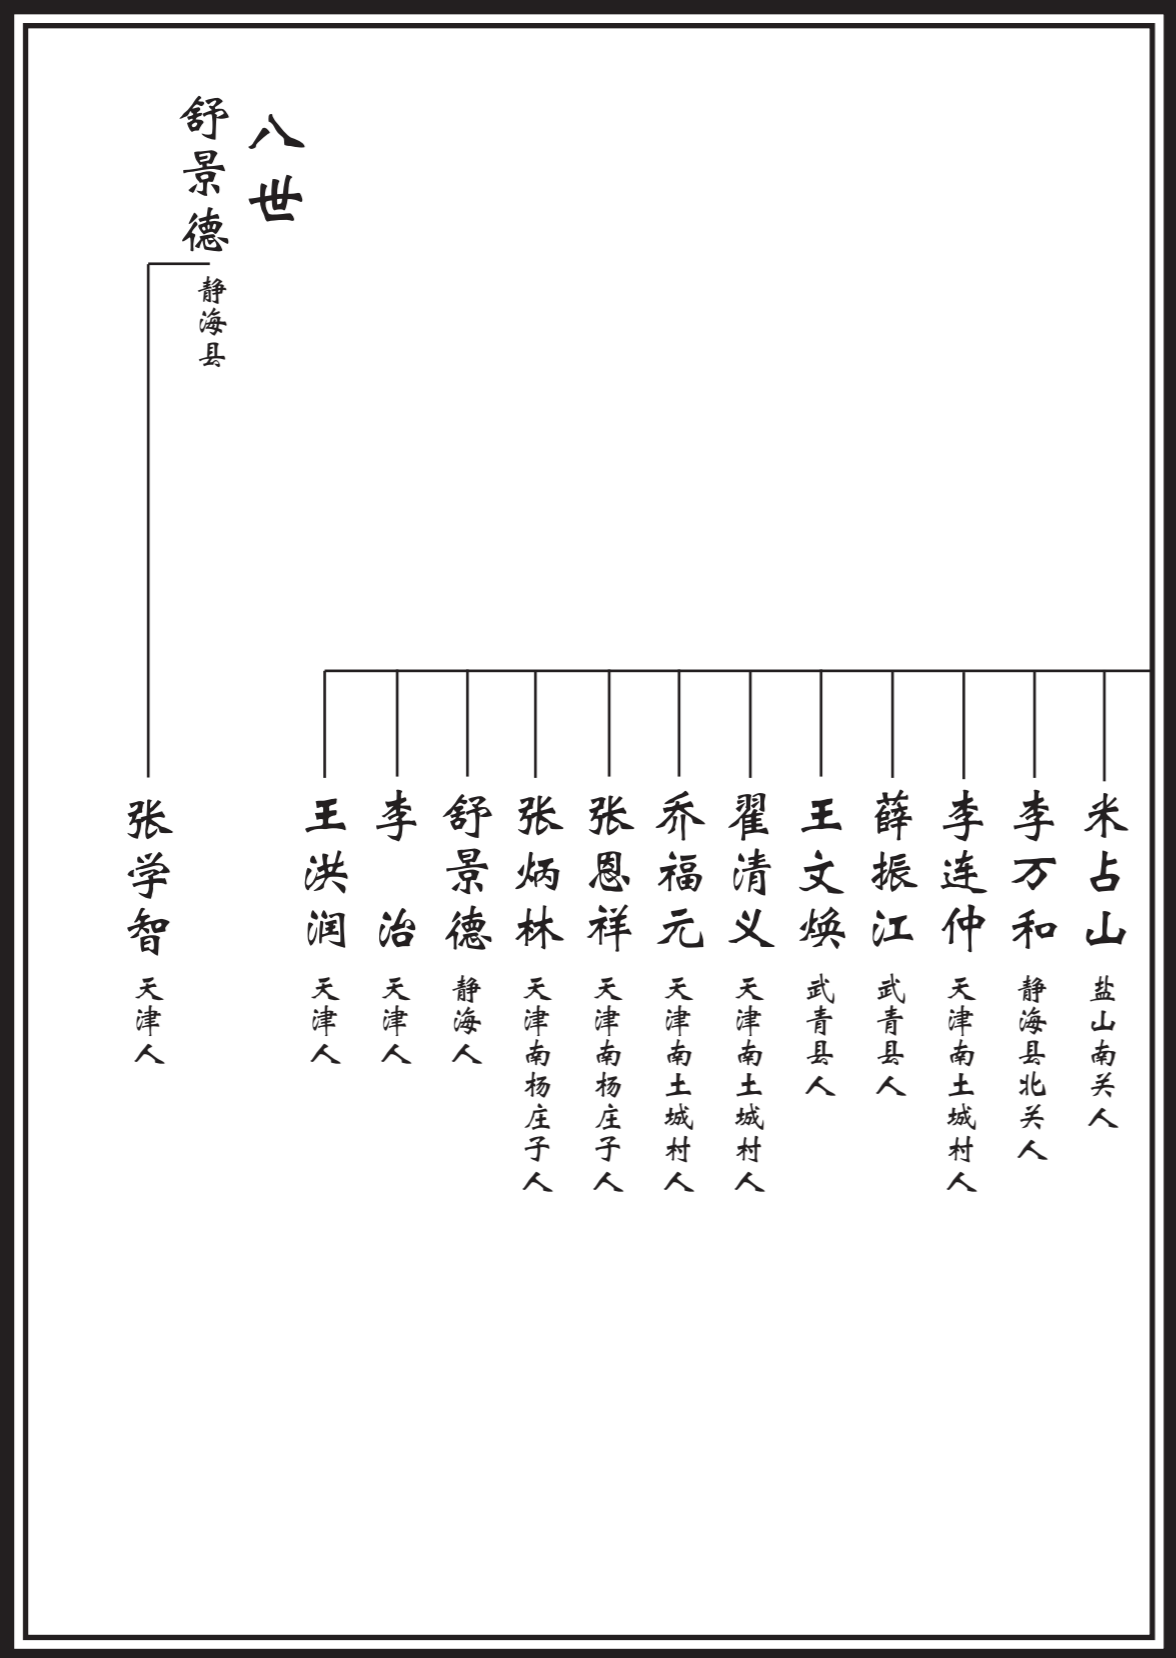 米占山
盐山南关人
李万和
静海县北关人
李连仲
天津南土城村人
薛振江
武青县人
王文焕
武青县人
翟清义
天津南土城村人
乔福元
天津南土城村人
张恩祥
天津南杨庄子人
张炳林
天津南杨庄子人
舒景德
静海人
李治
天津人
王洪润
天津人
八世
舒景德
静海县
张学智
天津人